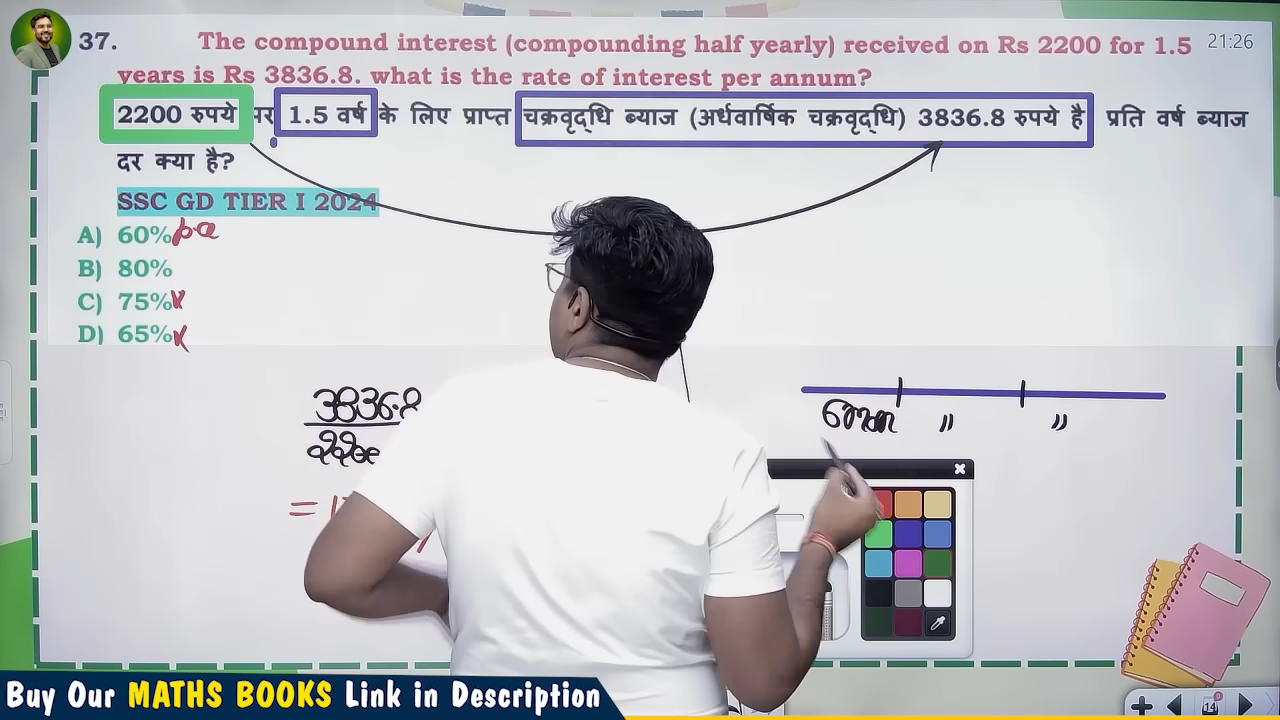 37. The compound interest (compounding half yearly) received on Rs 2200 for 1.5
21:26
years is Rs 3836.8. what is the rate of interest per annum?
2200 रुपये पर 1.5 वर्ष के लिए प्राप्त चक्रवृद्धि ब्याज (अर्धवार्षिक चक्रवृद्धि) 3836.8 रुपये है प्रति वर्ष ब्याज
दर क्या है?
SSC GD TIER I 2024
A) 60% p.a
B) 80%
C) 75%
D) 65%
3836.8
6man " "
=
14
Buy Our MATHS BOOKS Link in Description